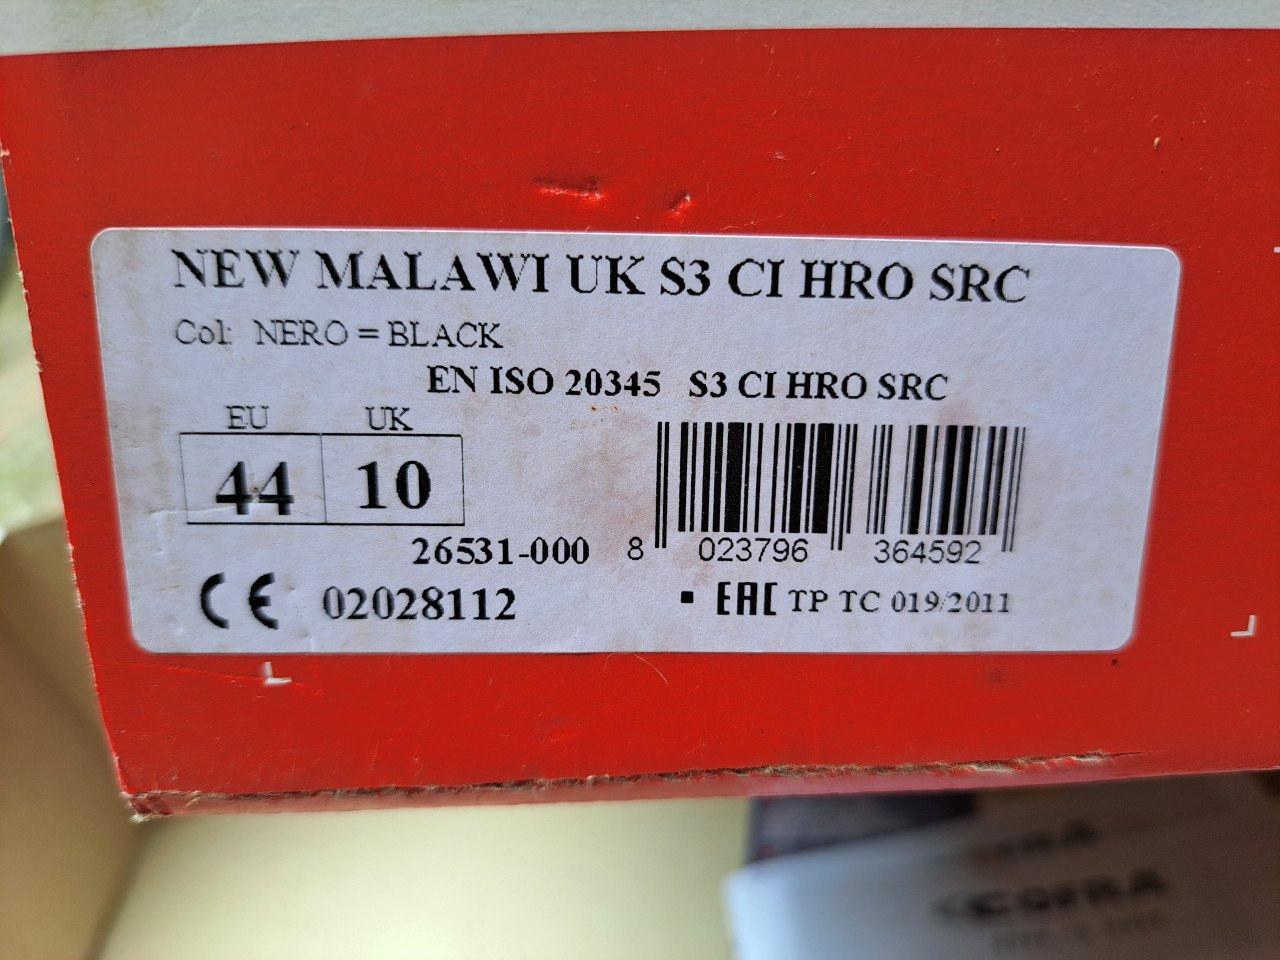 NEW MALAWI UK S3 CI HRO SRC
Col: NERO = BLACK
EN ISO 20345 S3 CI HRO SRC
EU UK
44 10
26531-000
8 023796 364592
CE 02028112
▪ EAC TP TC 019/2011
COFRA